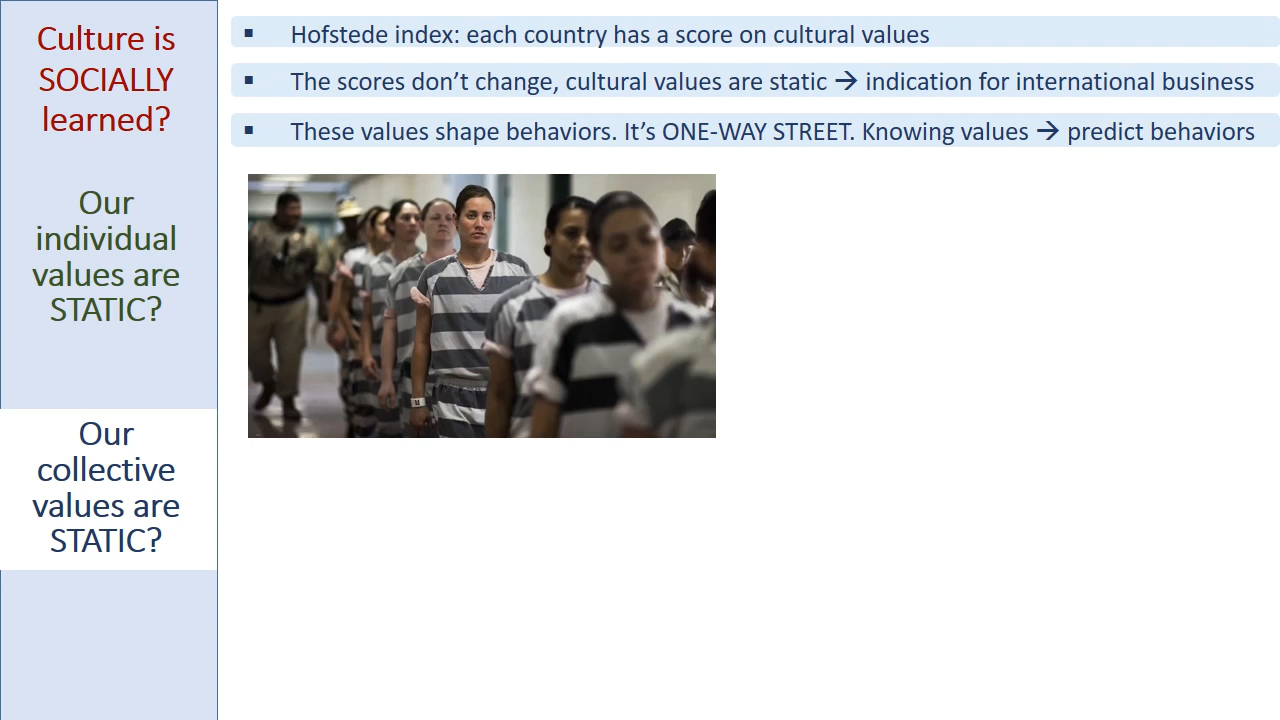 Culture is
SOCIALLY
learned?
Our
individual
values are
STATIC?
Our
collective
values are
STATIC?
▪ Hofstede index: each country has a score on cultural values
▪ The scores don’t change, cultural values are static → indication for international business
▪ These values shape behaviors. It’s ONE-WAY STREET. Knowing values → predict behaviors